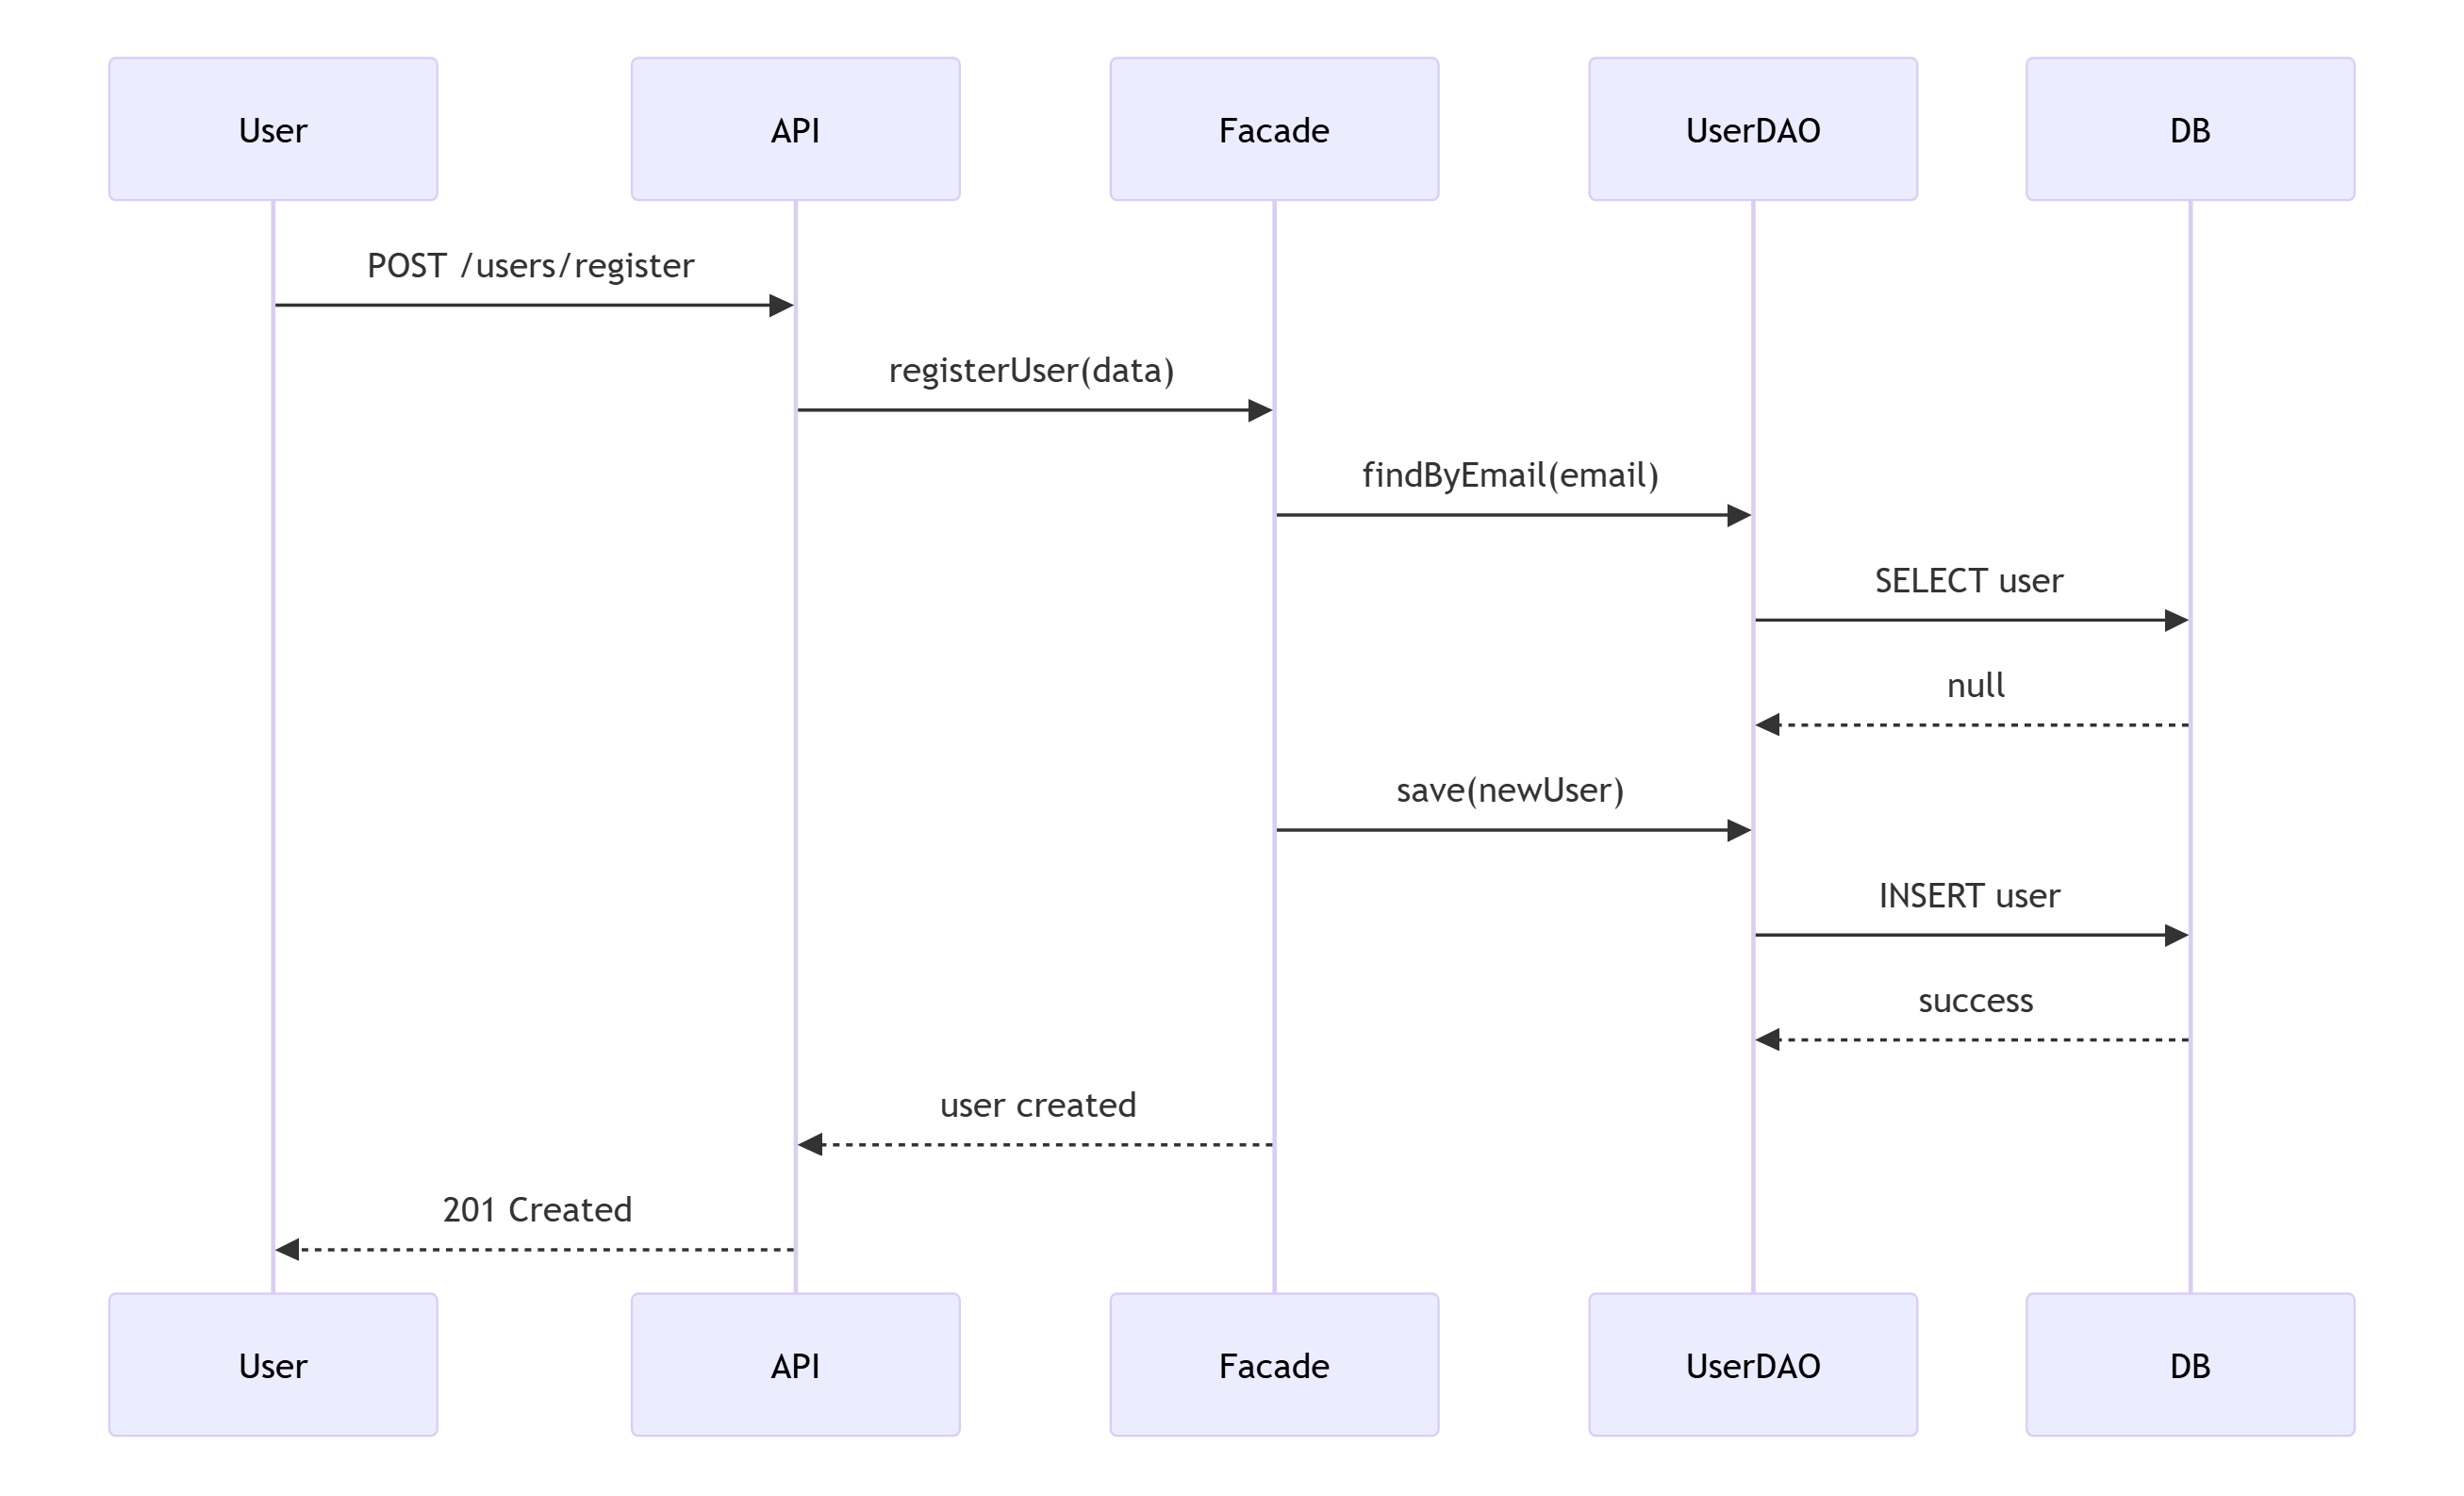 User
API
Facade
UserDAO
DB
POST /users/register
registerUser(data)
findByEmail(email)
SELECT user
null
save(newUser)
INSERT user
success
user created
201 Created
User
API
Facade
UserDAO
DB